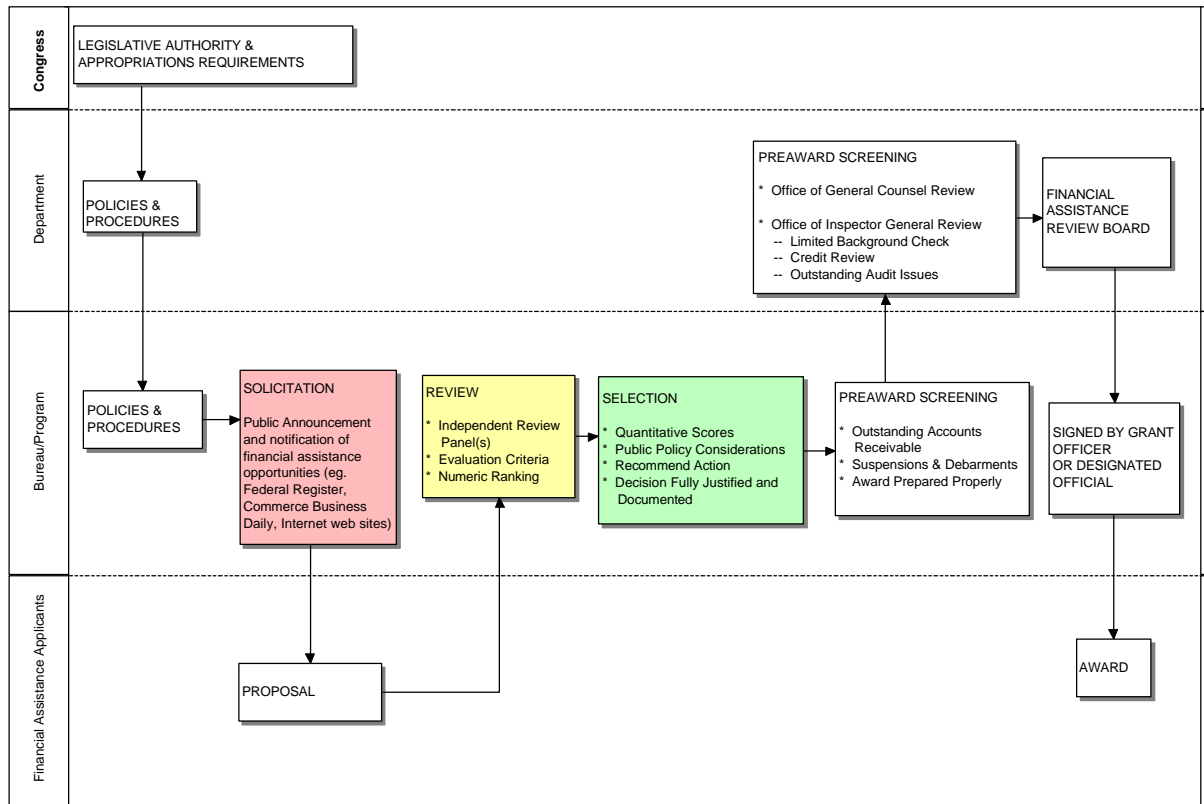 Congress
LEGISLATIVE AUTHORITY &
APPROPRIATIONS REQUIREMENTS
Department
POLICIES &
PROCEDURES
PREAWARD SCREENING
* Office of General Counsel Review
* Office of Inspector General Review
-- Limited Background Check
-- Credit Review
-- Outstanding Audit Issues
FINANCIAL
ASSISTANCE
REVIEW BOARD
Bureau/Program
POLICIES &
PROCEDURES
SOLICITATION
Public Announcement
and notification of
financial assistance
opportunities (eg.
Federal Register,
Commerce Business
Daily, Internet web sites)
REVIEW
* Independent Review
Panel(s)
* Evaluation Criteria
* Numeric Ranking
SELECTION
* Quantitative Scores
* Public Policy Considerations
* Recommend Action
* Decision Fully Justified and
Documented
PREAWARD SCREENING
* Outstanding Accounts
Receivable
* Suspensions & Debarments
* Award Prepared Properly
SIGNED BY GRANT
OFFICER
OR DESIGNATED
OFFICIAL
Financial Assistance Applicants
PROPOSAL
AWARD